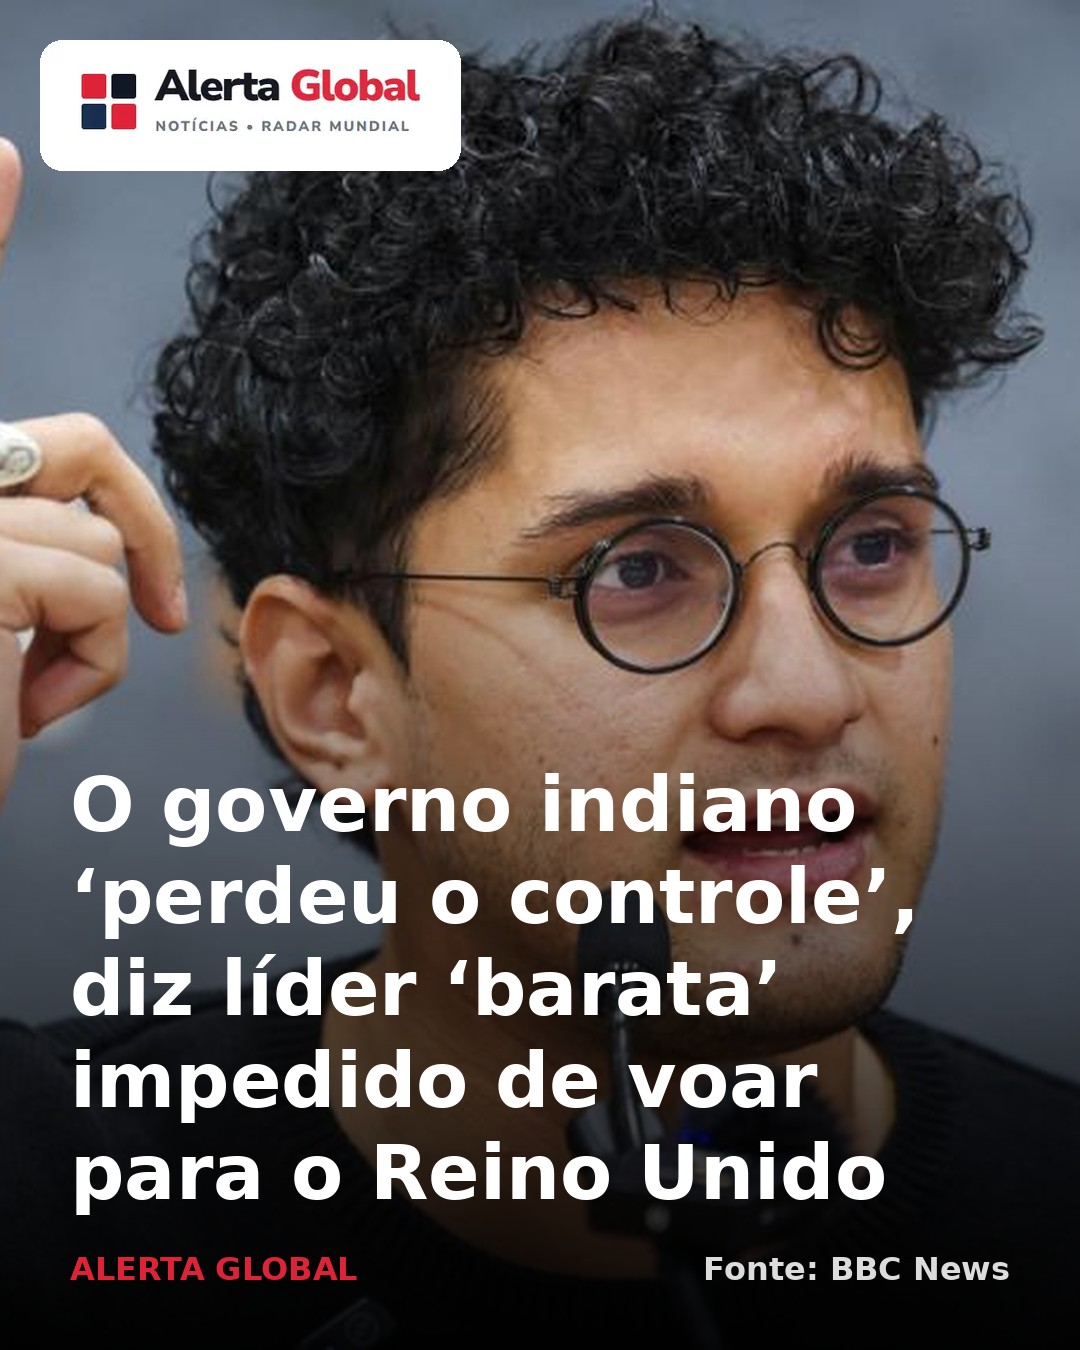 Alerta Global
NOTÍCIAS • RADAR MUNDIAL
O governo indiano
‘perdeu o controle’,
diz líder ‘barata’
impedido de voar
para o Reino Unido
ALERTA GLOBAL
Fonte: BBC News